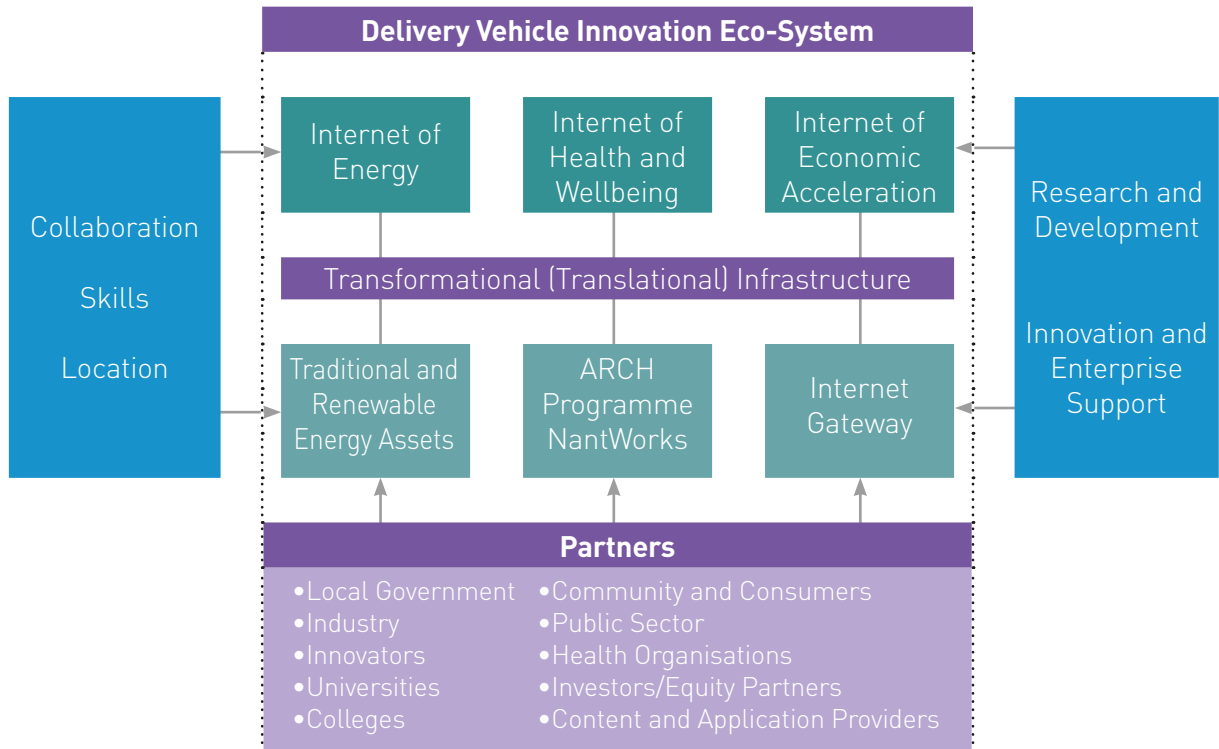 Delivery Vehicle Innovation Eco-System
Collaboration
Skills
Location
Internet of
Energy
Internet of
Health and
Wellbeing
Internet of
Economic
Acceleration
Research and
Development
Innovation and
Enterprise
Support
Transformational (Translational) Infrastructure
Traditional and
Renewable
Energy Assets
ARCH
Programme
NantWorks
Internet
Gateway
Partners
•Local Government
•Industry
•Innovators
•Universities
•Colleges
•Community and Consumers
•Public Sector
•Health Organisations
•Investors/Equity Partners
•Content and Application Providers